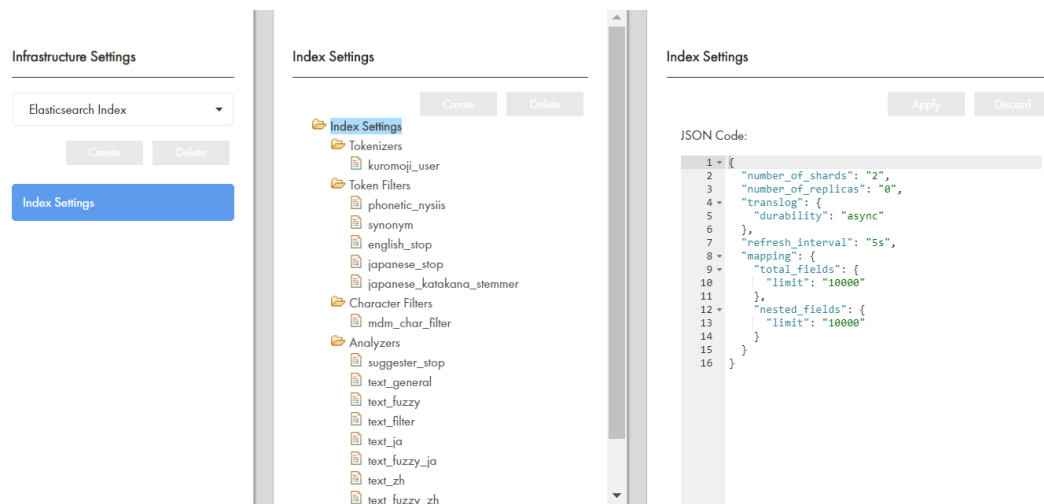 Infrastructure Settings
Elasticsearch Index
Create Delete
Index Settings
Index Settings
Create Delete
Index Settings
Tokenizers
kuromoji_user
Token Filters
phonetic_nysiis
synonym
english_stop
japanese_stop
japanese_katakana_stemmer
Character Filters
mdm_char_filter
Analyzers
suggester_stop
text_general
text_fuzzy
text_filter
text_ja
text_fuzzy_ja
text_zh
text_fuzzy_zh
Index Settings
Apply Discard
JSON Code:
1 {
2 "number_of_shards": "2",
3 "number_of_replicas": "0",
4 "translog": {
5 "durability": "async"
6 },
7 "refresh_interval": "5s",
8 "mapping": {
9 "total_fields": {
10 "limit": "10000"
11 },
12 "nested_fields": {
13 "limit": "10000"
14 }
15 }
16 }